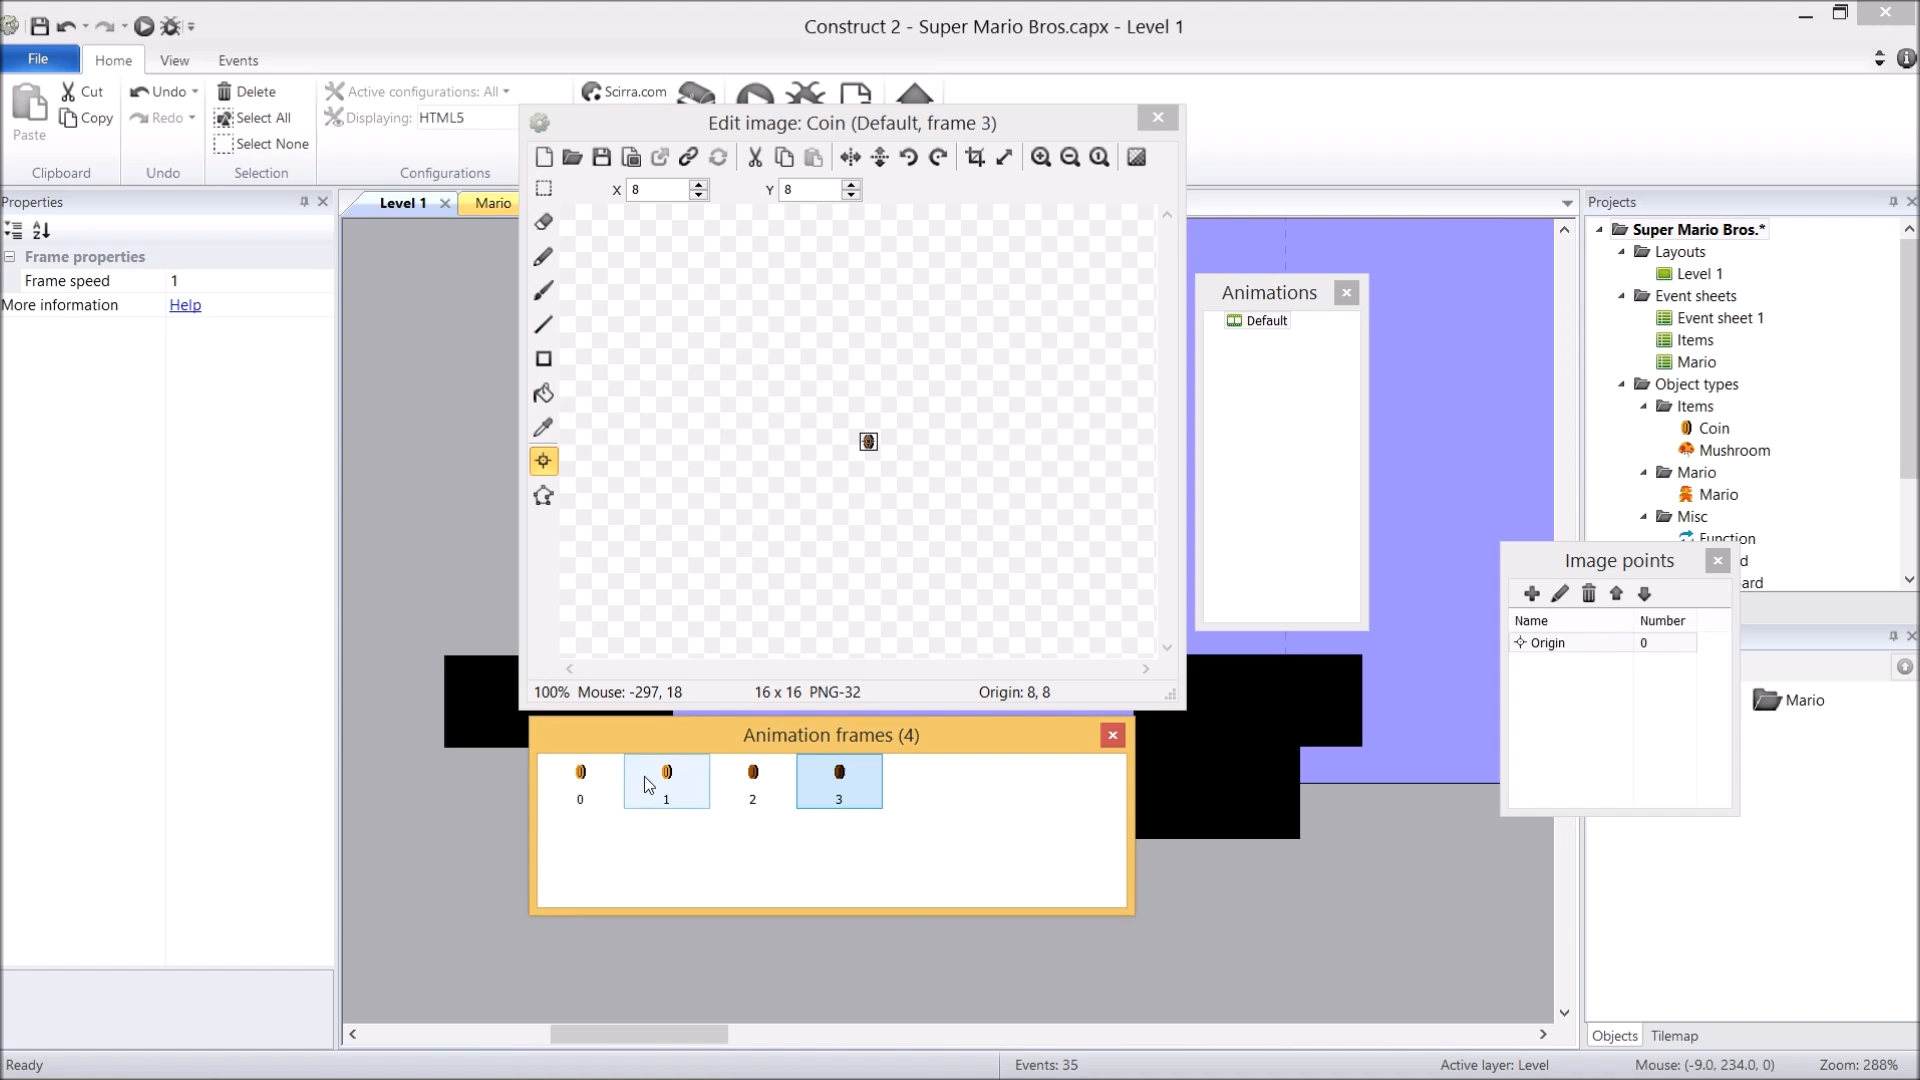 Construct 2 - Super Mario Bros.capx - Level 1
File
Home
View
Events
Paste
Cut
Copy
Clipboard
Undo
Redo
Undo
Delete
Select All
Select None
Selection
Active configurations: All
Displaying: HTML5
Configurations
Scirra.com
Properties
Frame properties
Frame speed 1
More information Help
Level 1
Mario
Edit image: Coin (Default, frame 3)
X 8
Y 8
100% Mouse: -297, 18
16 x 16 PNG-32
Origin: 8, 8
Animations
Default
Animation frames (4)
0
1
2
3
Projects
Super Mario Bros.*
Layouts
Level 1
Event sheets
Event sheet 1
Items
Mario
Object types
Items
Coin
Mushroom
Mario
Mario
Misc
Function
d
ard
Image points
Name Number
Origin 0
Mario
Objects
Tilemap
Ready
Events: 35
Active layer: Level
Mouse: (-9.0, 234.0, 0)
Zoom: 288%